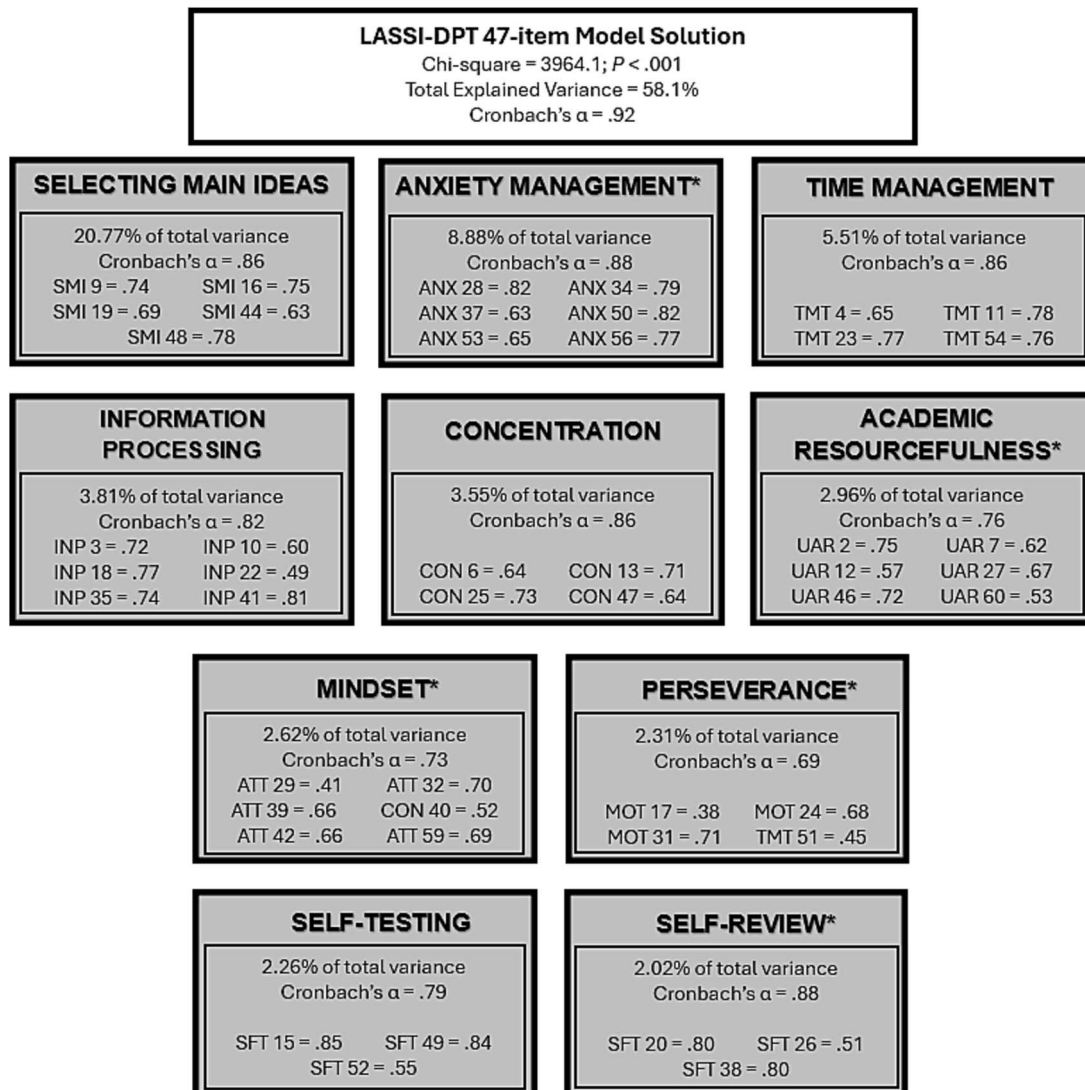 LASSI-DPT 47-item Model Solution
Chi-square = 3964.1; P < .001
Total Explained Variance = 58.1%
Cronbach's α = .92
SELECTING MAIN IDEAS
20.77% of total variance
Cronbach's α = .86
SMI 9 = .74 SMI 16 = .75
SMI 19 = .69 SMI 44 = .63
SMI 48 = .78
ANXIETY MANAGEMENT*
8.88% of total variance
Cronbach's α = .88
ANX 28 = .82 ANX 34 = .79
ANX 37 = .63 ANX 50 = .82
ANX 53 = .65 ANX 56 = .77
TIME MANAGEMENT
5.51% of total variance
Cronbach's α = .86
TMT 4 = .65 TMT 11 = .78
TMT 23 = .77 TMT 54 = .76
INFORMATION
PROCESSING
3.81% of total variance
Cronbach's α = .82
INP 3 = .72 INP 10 = .60
INP 18 = .77 INP 22 = .49
INP 35 = .74 INP 41 = .81
CONCENTRATION
3.55% of total variance
Cronbach's α = .86
CON 6 = .64 CON 13 = .71
CON 25 = .73 CON 47 = .64
ACADEMIC
RESOURCEFULNESS*
2.96% of total variance
Cronbach's α = .76
UAR 2 = .75 UAR 7 = .62
UAR 12 = .57 UAR 27 = .67
UAR 46 = .72 UAR 60 = .53
MINDSET*
2.62% of total variance
Cronbach's α = .73
ATT 29 = .41 ATT 32 = .70
ATT 39 = .66 CON 40 = .52
ATT 42 = .66 ATT 59 = .69
PERSEVERANCE*
2.31% of total variance
Cronbach's α = .69
MOT 17 = .38 MOT 24 = .68
MOT 31 = .71 TMT 51 = .45
SELF-TESTING
2.26% of total variance
Cronbach's α = .79
SFT 15 = .85 SFT 49 = .84
SFT 52 = .55
SELF-REVIEW*
2.02% of total variance
Cronbach's α = .88
SFT 20 = .80 SFT 26 = .51
SFT 38 = .80